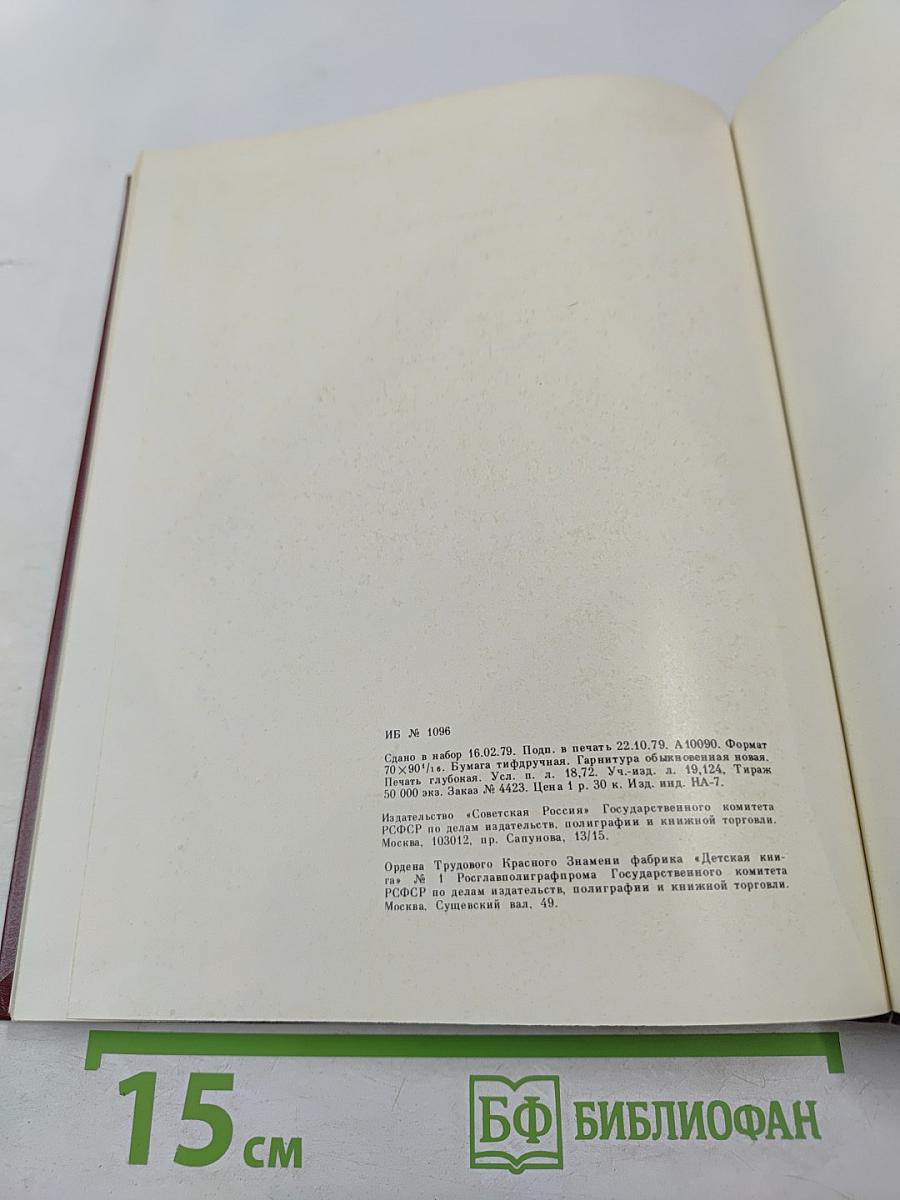 ИБ № 1096
Сдано в набор 16.02.79. Подп. в печать 22.10.79. А10090. Формат
70×90¹/₁₆. Бумага тифдручная. Гарнитура обыкновенная новая.
Печать глубокая. Усл. п. л. 18,72. Уч.-изд. л. 19,124. Тираж
50 000 экз. Заказ № 4423. Цена 1 р. 30 к. Изд. инд. НА-7.
Издательство «Советская Россия» Государственного комитета
РСФСР по делам издательств, полиграфии и книжной торговли.
Москва, 103012, пр. Сапунова, 13/15.
Ордена Трудового Красного Знамени фабрика «Детская кни-
га» № 1 Росглавполиграфпрома Государственного комитета
РСФСР по делам издательств, полиграфии и книжной торговли.
Москва, Сущевский вал, 49.
15 см
БФ БИБЛИОФАН